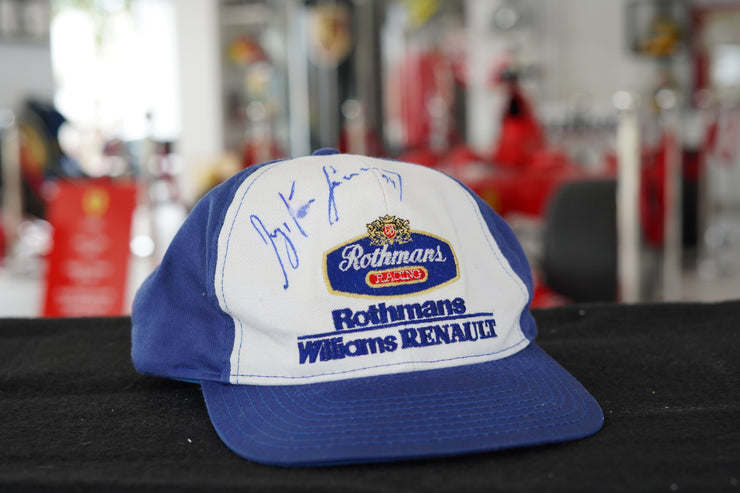 Rothmans
RACING
Rothmans
Williams RENAULT